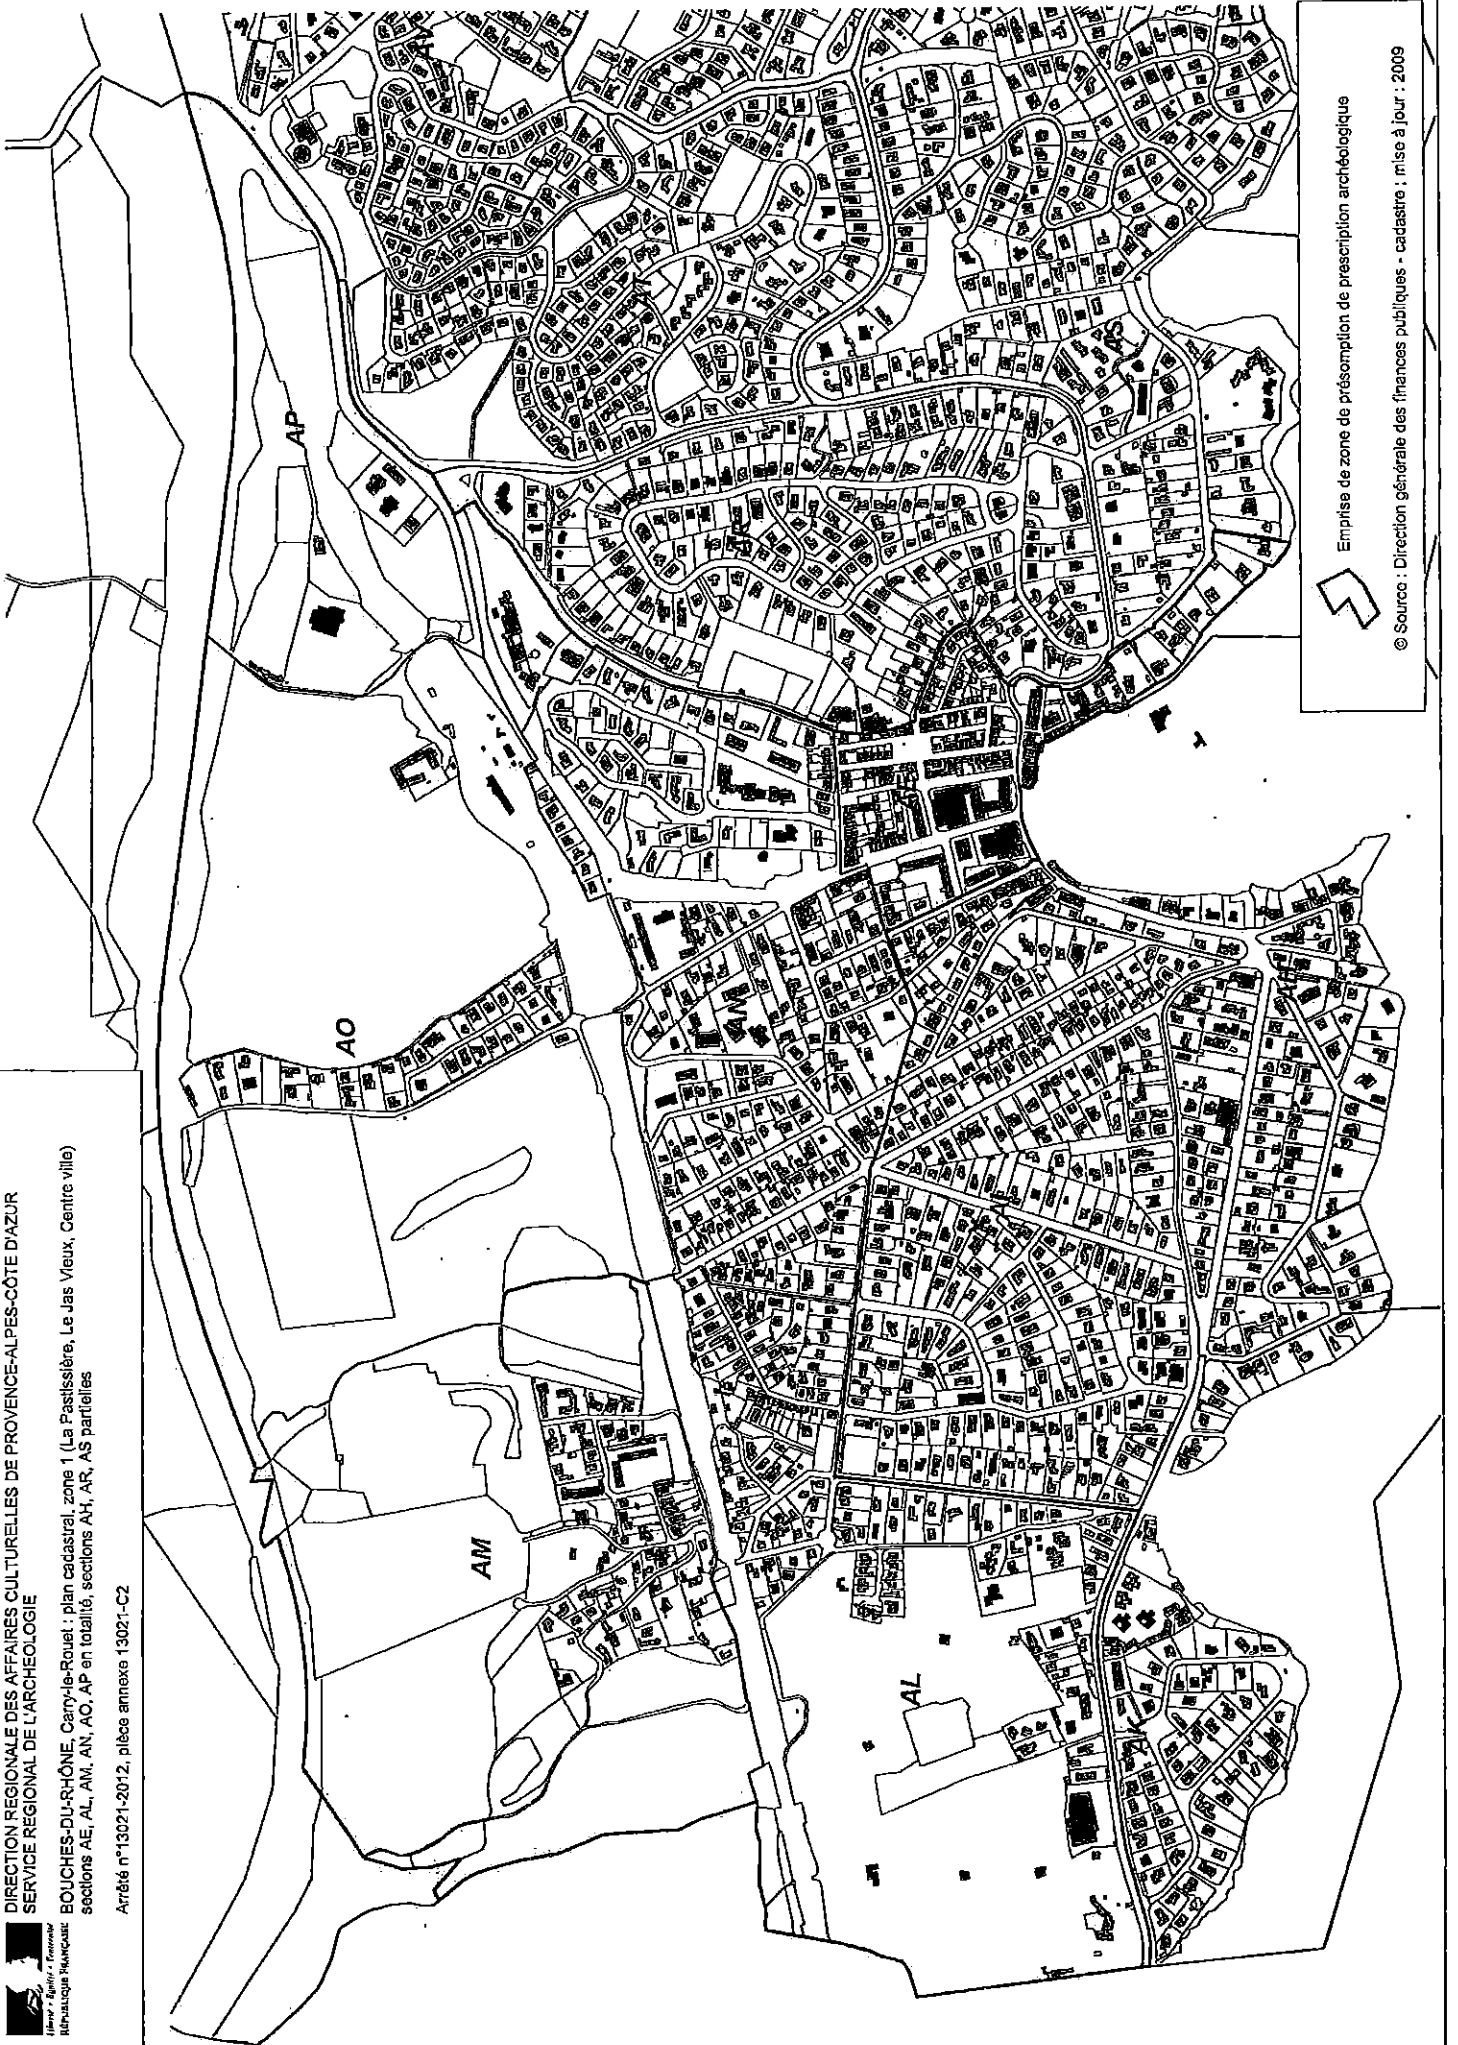 DIRECTION REGIONALE DES AFFAIRES CULTURELLES DE PROVENCE-ALPES-CÔTE D'AZUR
SERVICE REGIONAL DE L'ARCHEOLOGIE
RÉPUBLIQUE FRANÇAISE
BOUCHES-DU-RHÔNE, Carry-le-Rouet : plan cadastral, zone 1 (La Pastissière, Le Jas Vieux, Centre ville)
sections AE, AL, AM, AN, AO, AP en totalité, sections AH, AR, AS partielles
Arrêté n°13021-2012, pièce annexe 13021-C2
AP
AO
AM
AM
AL
Emprise de zone de présomption de prescription archéologique
© Source : Direction générale des finances publiques - cadastre ; mise à jour : 2009